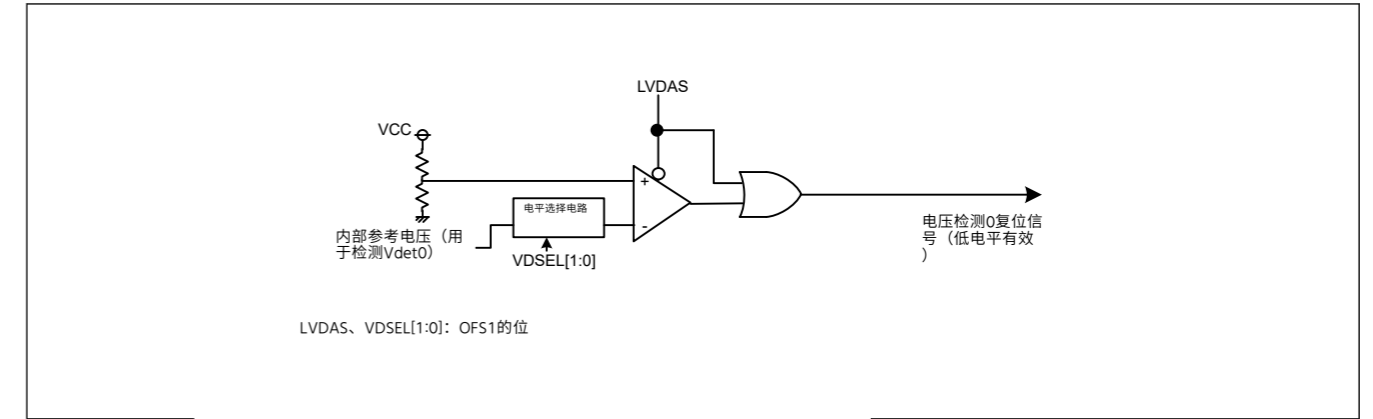 LVDAS
VCC
+
电平选择电路
-
内部参考电压（用
于检测Vdet0）
VDSEL[1:0]
电压检测0复位信
号（低电平有效
）
LVDAS、VDSEL[1:0]：OFS1的位